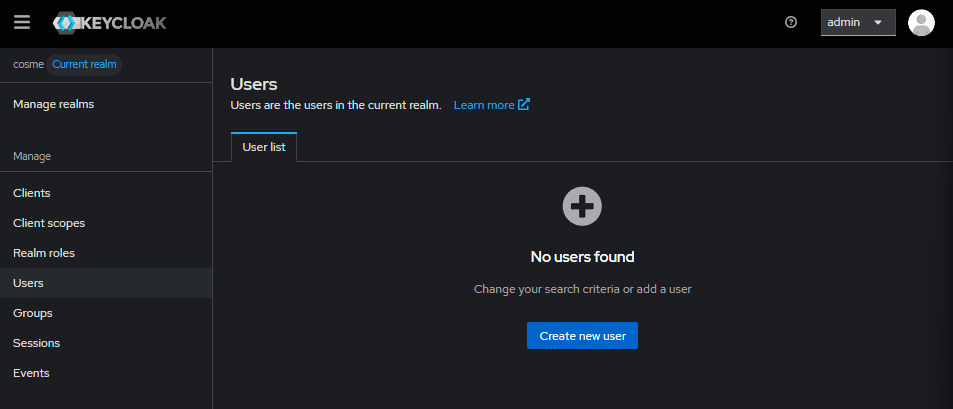 KEYCLOAK
admin
cosme Current realm
Manage realms
Manage
Clients
Client scopes
Realm roles
Users
Groups
Sessions
Events
Users
Users are the users in the current realm. Learn more
User list
No users found
Change your search criteria or add a user
Create new user